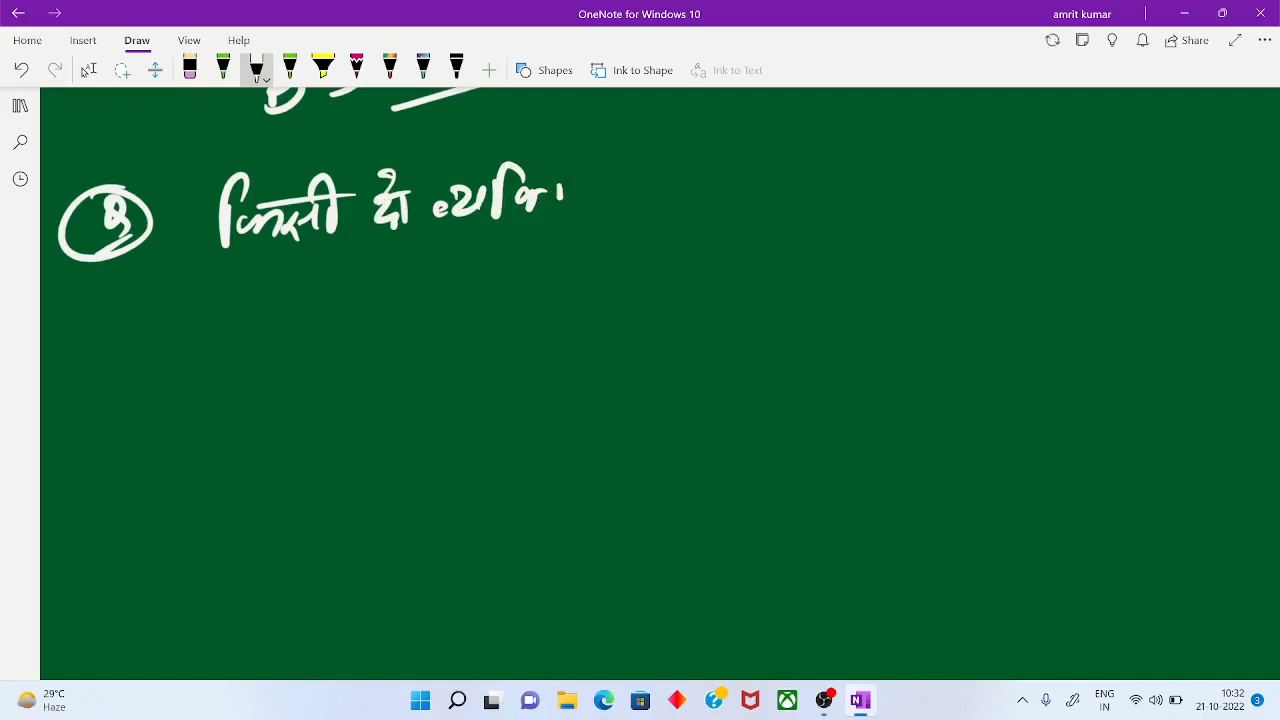 OneNote for Windows 10
amrit kumar
Home Insert Draw View Help
Share
Shapes Ink to Shape Ink to Text
किसी दो व्यक्ति
29°C
Haze
ENG
IN
10:32
21-10-2022
3